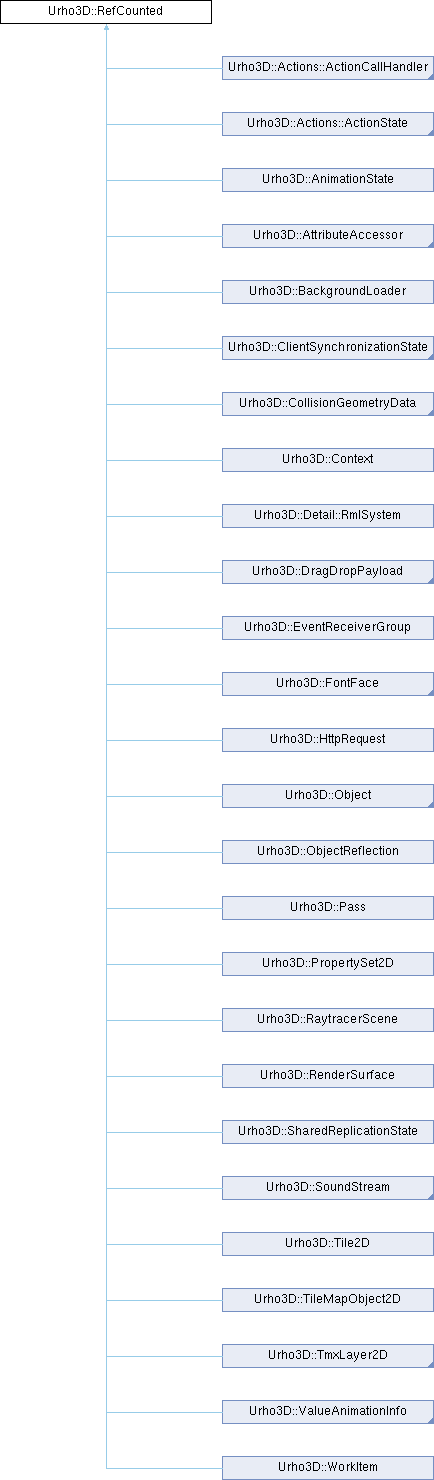 Urho3D::RefCounted
Urho3D::Actions::ActionCallHandler
Urho3D::Actions::ActionState
Urho3D::AnimationState
Urho3D::AttributeAccessor
Urho3D::BackgroundLoader
Urho3D::ClientSynchronizationState
Urho3D::CollisionGeometryData
Urho3D::Context
Urho3D::Detail::RmlSystem
Urho3D::DragDropPayload
Urho3D::EventReceiverGroup
Urho3D::FontFace
Urho3D::HttpRequest
Urho3D::Object
Urho3D::ObjectReflection
Urho3D::Pass
Urho3D::PropertySet2D
Urho3D::RaytracerScene
Urho3D::RenderSurface
Urho3D::SharedReplicationState
Urho3D::SoundStream
Urho3D::Tile2D
Urho3D::TileMapObject2D
Urho3D::TmxLayer2D
Urho3D::ValueAnimationInfo
Urho3D::WorkItem